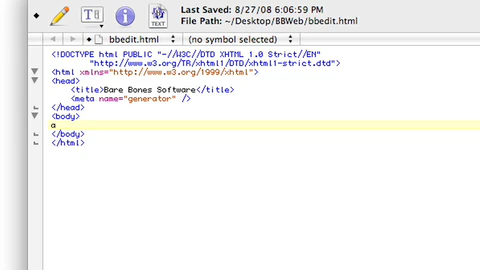 Last Saved: 8/27/08 6:06:59 PM
File Path: ~/Desktop/BBWeb/bbedit.html
TEXT
bbedit.html (no symbol selected)
<!DOCTYPE html PUBLIC "-//W3C//DTD XHTML 1.0 Strict//EN"
"http://www.w3.org/TR/xhtml1/DTD/xhtml1-strict.dtd">
<html xmlns="http://www.w3.org/1999/xhtml">
<head>
<title>Bare Bones Software</title>
<meta name="generator" />
</head>
<body>
a
</body>
</html>